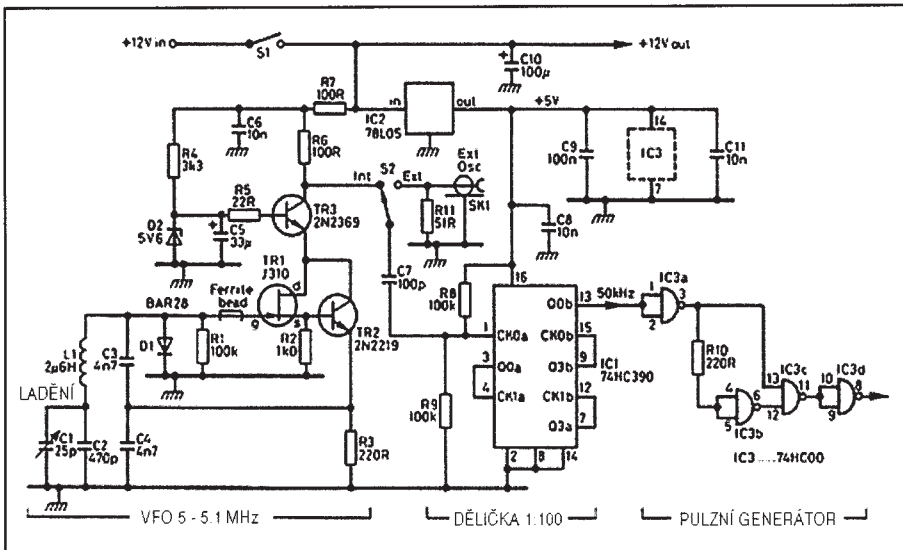 +12V in
S1
+12V out
C10
100µ
R7
100R
in
out
IC2
78L05
+5V
C6
10n
R6
100R
R4
3k3
R5
22R
TR3
2N2369
D2
5V6
C5
33µ
Int
S2
Ext
Ext
Osc
SK1
R11
51R
C9
100n
14
IC3
7
C11
10n
C8
10n
TR1
J310
d
g
s
BAR28
Ferrite
bead
TR2
2N2219
C7
100p
R8
100k
L1
2µ6H
LADĚNÍ
C3
4n7
D1
R1
100k
R2
1k0
R9
100k
16
1
CK0a
3
O0a
4
CK1a
O0b
13
CK0b
15
O3b
9
CK1b
12
O3a
7
2
8
14
IC1
74HC390
50kHz
IC3a
1
2
3
R10
220R
IC3c
13
12
11
IC3d
10
9
8
4
5
6
IC3b
IC3.....74HC00
C1
25p
C2
470p
C4
4n7
R3
220R
VFO 5 - 5.1 MHz
DĚLIČKA 1:100
PULZNÍ GENERÁTOR